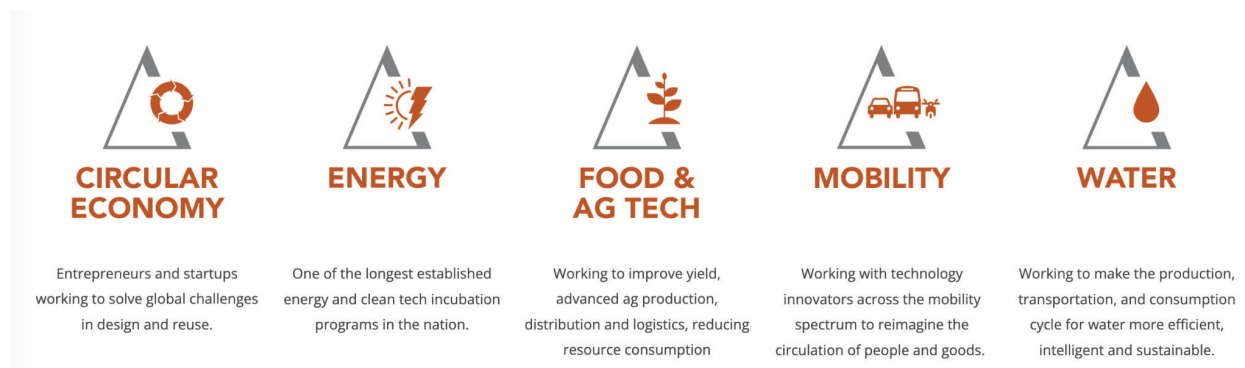 CIRCULAR
ECONOMY
Entrepreneurs and startups
working to solve global challenges
in design and reuse.
ENERGY
One of the longest established
energy and clean tech incubation
programs in the nation.
FOOD &
AG TECH
Working to improve yield,
advanced ag production,
distribution and logistics, reducing
resource consumption
MOBILITY
Working with technology
innovators across the mobility
spectrum to reimagine the
circulation of people and goods.
WATER
Working to make the production,
transportation, and consumption
cycle for water more efficient,
intelligent and sustainable.